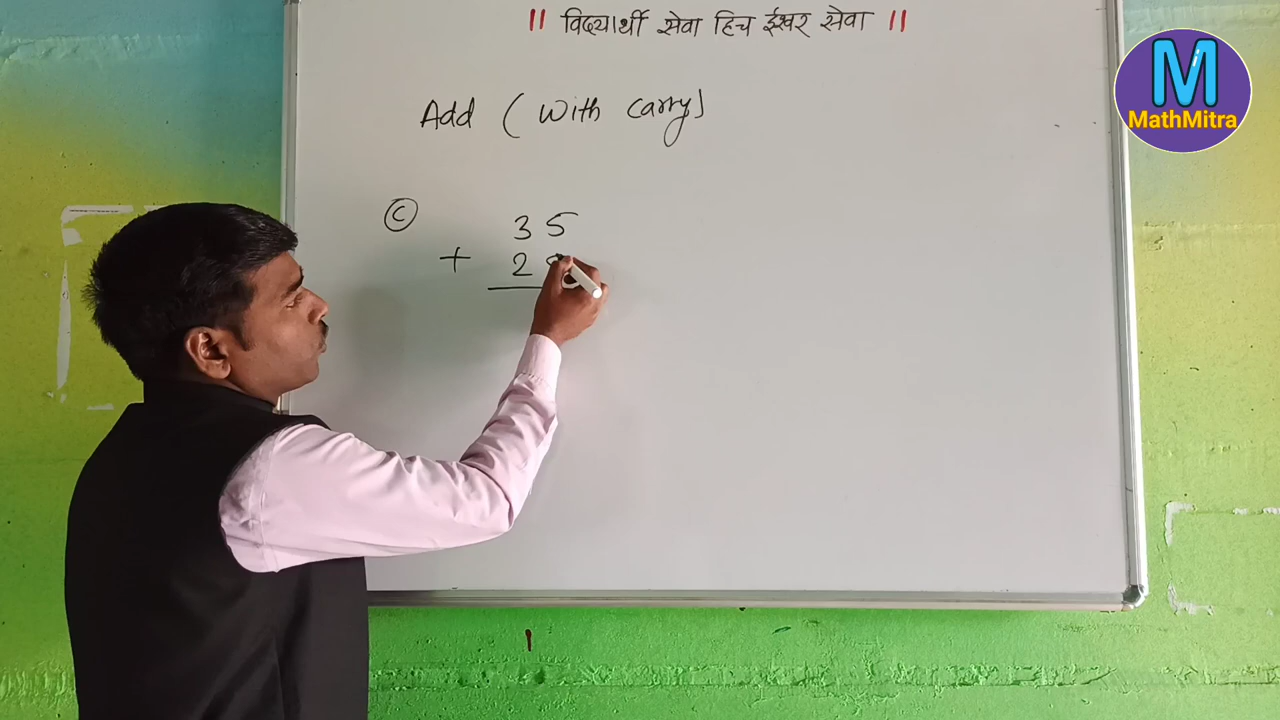 || विद्यार्थी सेवा हिच ईश्वर सेवा ||
M
MathMitra
Add (With carry)
C 35
+ 2